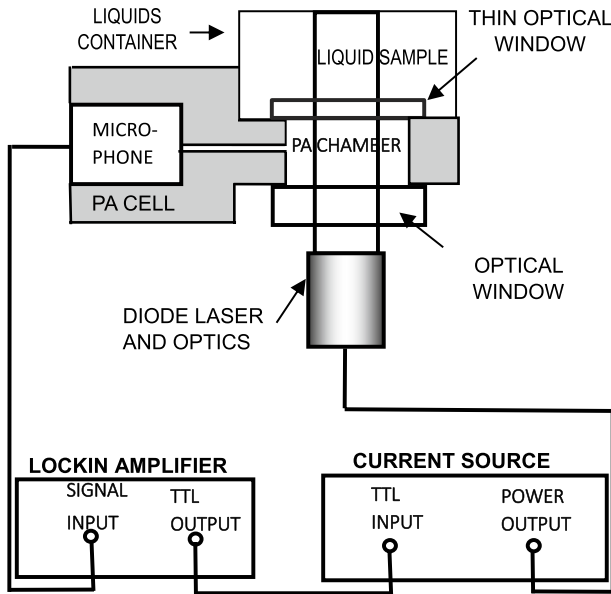 LIQUIDS
CONTAINER
THIN OPTICAL
WINDOW
LIQUID SAMPLE
MICRO-
PHONE
PA CHAMBER
PA CELL
OPTICAL
WINDOW
DIODE LASER
AND OPTICS
LOCKIN AMPLIFIER
SIGNAL
INPUT
TTL
OUTPUT
CURRENT SOURCE
TTL
INPUT
POWER
OUTPUT